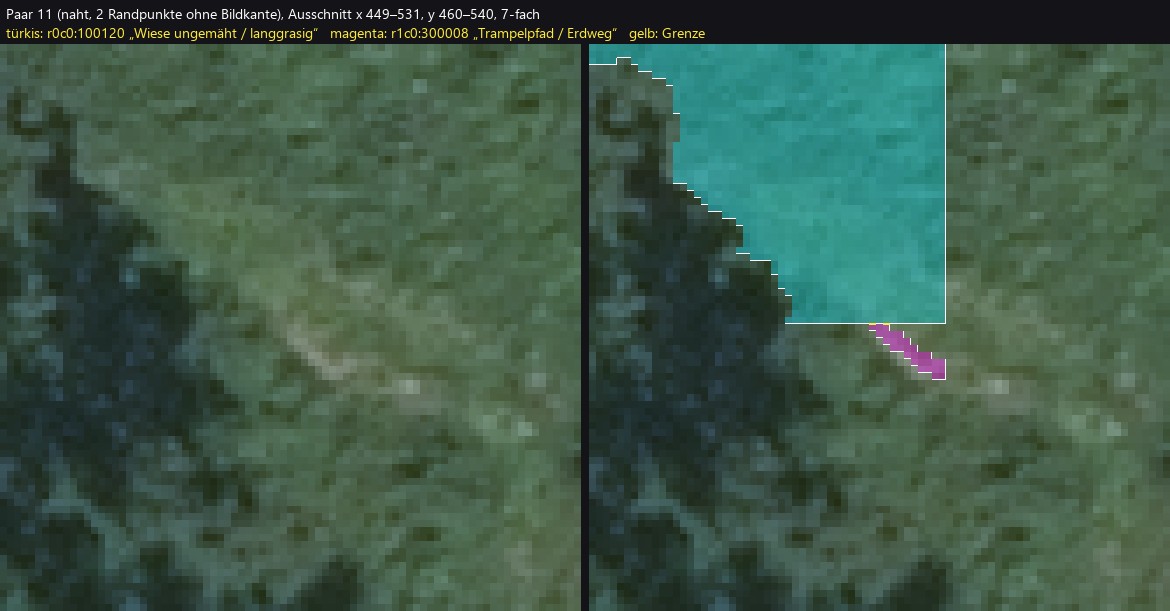 Paar 11 (naht, 2 Randpunkte ohne Bildkante), Ausschnitt x 449–531, y 460–540, 7-fach
türkis: r0c0:100120 „Wiese ungemäht / langgrasig“ magenta: r1c0:300008 „Trampelpfad / Erdweg“ gelb: Grenze